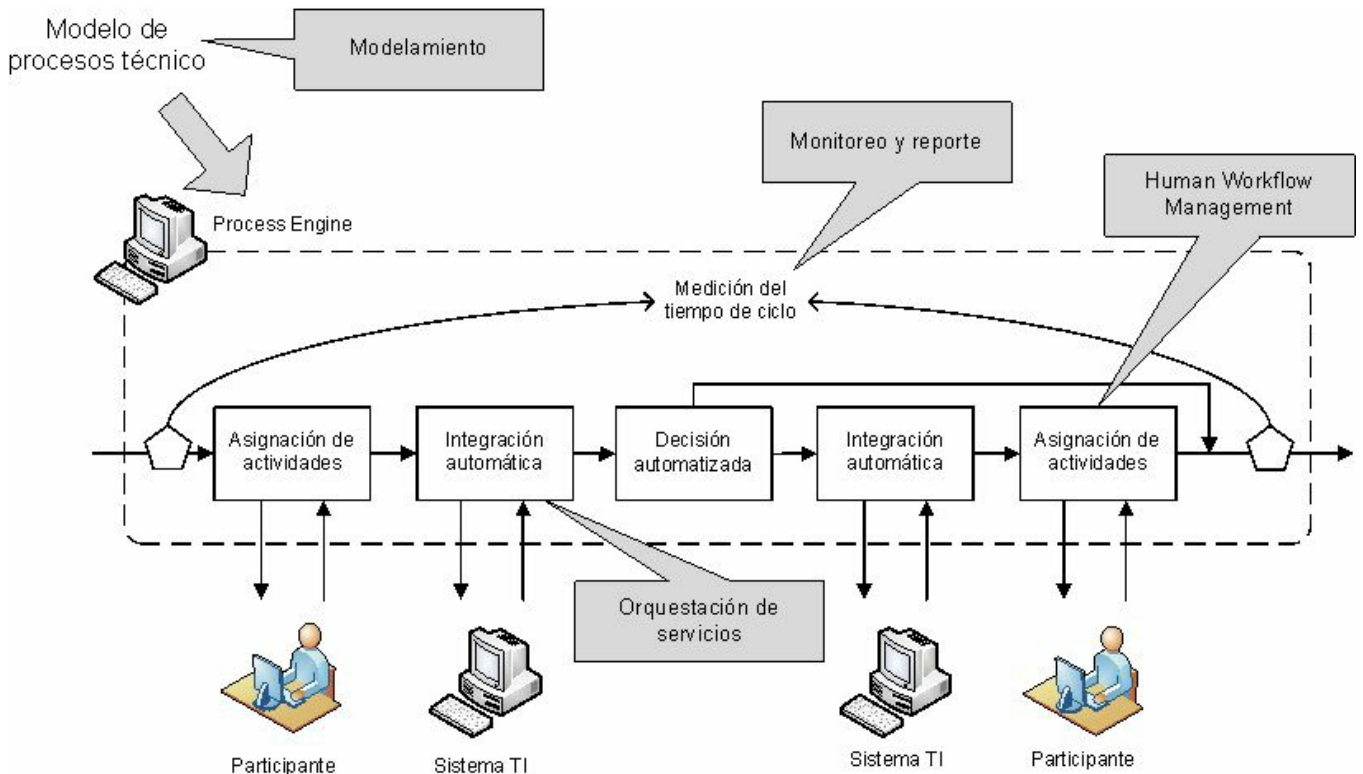 Modelo de
procesos técnico
Modelamiento
Monitoreo y reporte
Human Workflow
Management
Process Engine
Medición del
tiempo de ciclo
Asignación de
actividades
Integración
automática
Decisión
automatizada
Integración
automática
Asignación de
actividades
Orquestación de
servicios
Participante
Sistema TI
Sistema TI
Participante